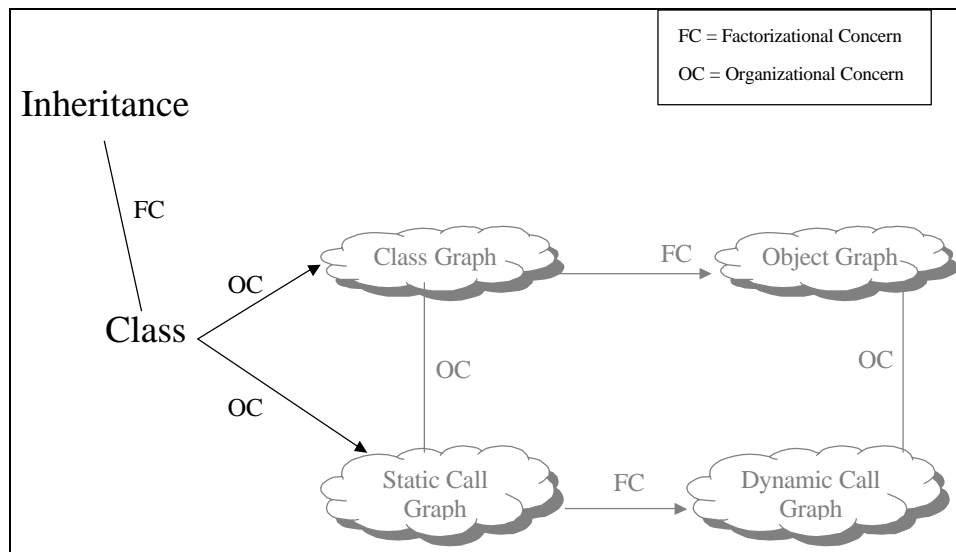 FC = Factorizational Concern
OC = Organizational Concern
Inheritance
FC
Class Graph
FC
Object Graph
OC
Class
OC
OC
OC
Static Call
Graph
FC
Dynamic Call
Graph